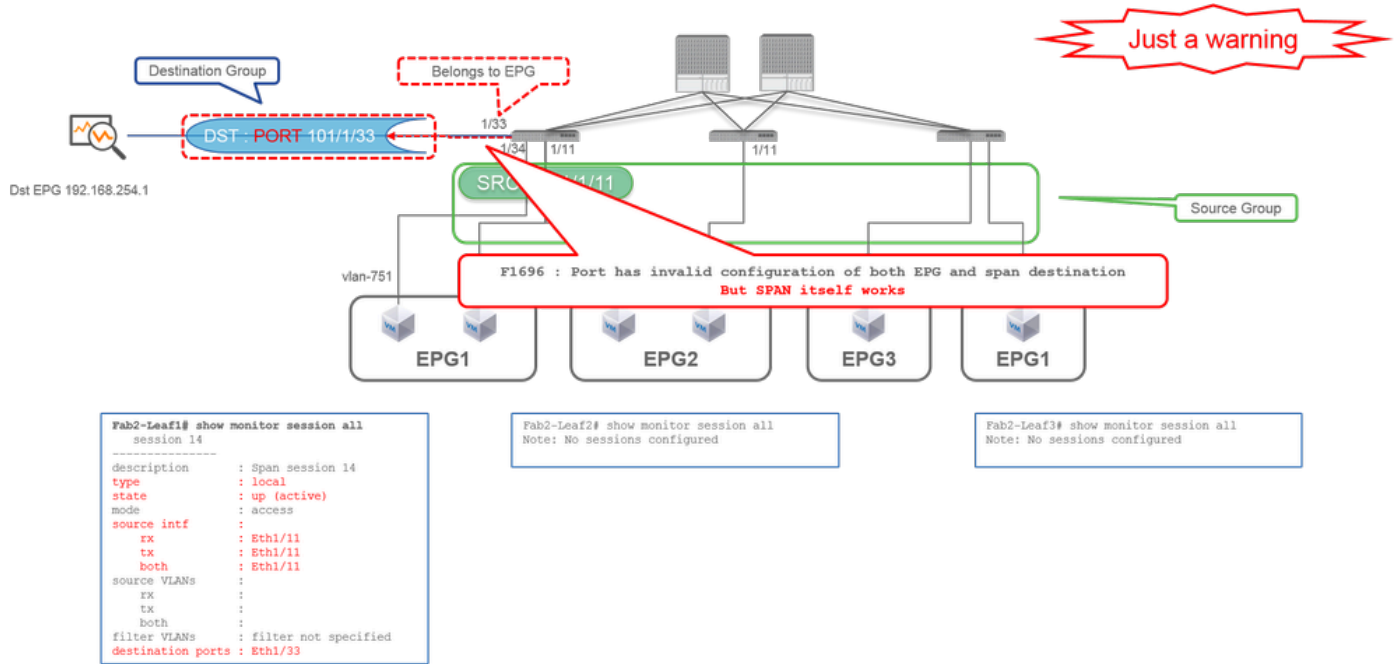 Just a warning
Destination Group
Belongs to EPG
DST : PORT 101/1/33
1/33
1/34
1/11
1/11
Dst EPG 192.168.254.1
SRC 1/11
Source Group
F1696 : Port has invalid configuration of both EPG and span destination
But SPAN itself works
vlan-751
VM
VM
VM
VM
VM
VM
EPG1
EPG2
EPG3
EPG1
Fab2-Leaf1# show monitor session all
session 14
---------------
description : Span session 14
type : local
state : up (active)
mode : access
source intf :
rx : Eth1/11
tx : Eth1/11
both : Eth1/11
source VLANs :
rx :
tx :
both :
filter VLANs : filter not specified
destination ports : Eth1/33
Fab2-Leaf2# show monitor session all
Note: No sessions configured
Fab2-Leaf3# show monitor session all
Note: No sessions configured